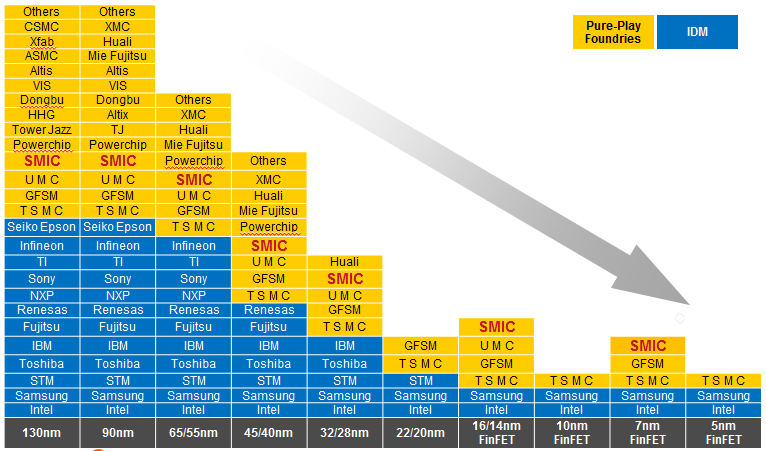 Pure-Play
Foundries
IDM
Others Others
CSMC XMC
Xfab Huali
ASMC Mie Fujitsu
Altis Altis
VIS VIS
Dongbu Dongbu Others
HHG Altix XMC
Tower Jazz TJ Huali
Powerchip Powerchip Mie Fujitsu
SMIC SMIC Powerchip Others
U M C U M C SMIC XMC
GFSM GFSM U M C Huali
T S M C T S M C GFSM Mie Fujitsu
Seiko Epson Seiko Epson T S M C Powerchip
Infineon Infineon Infineon SMIC
TI TI TI U M C Huali
Sony Sony Sony GFSM SMIC
NXP NXP NXP T S M C U M C
Renesas Renesas Renesas Renesas GFSM
Fujitsu Fujitsu Fujitsu Fujitsu T S M C SMIC
IBM IBM IBM IBM IBM GFSM U M C SMIC
Toshiba Toshiba Toshiba Toshiba Toshiba T S M C GFSM GFSM
STM STM STM STM STM STM T S M C T S M C T S M C T S M C
Samsung Samsung Samsung Samsung Samsung Samsung Samsung Samsung Samsung Samsung
Intel Intel Intel Intel Intel Intel Intel Intel Intel Intel
130nm 90nm 65/55nm 45/40nm 32/28nm 22/20nm 16/14nm 10nm 7nm 5nm
FinFET FinFET FinFET FinFET